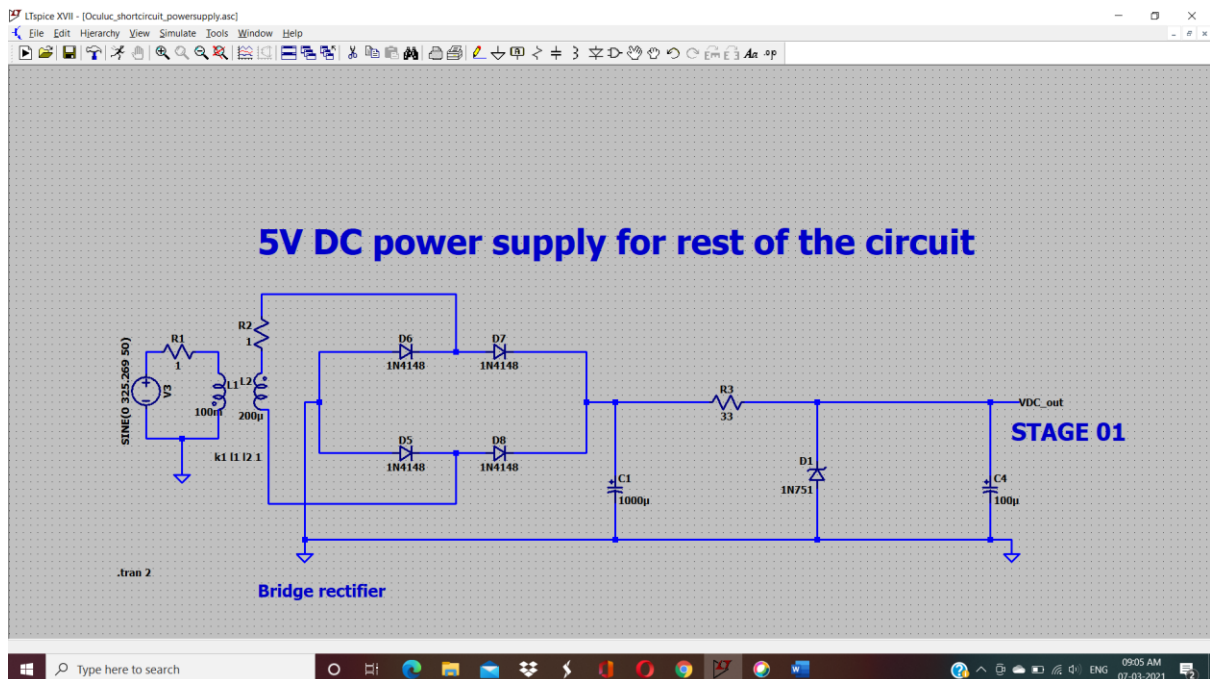 LTspice XVII - [Oculuc_shortcircuit_powersupply.asc]
File Edit Hierarchy View Simulate Tools Window Help
Aa .op
5V DC power supply for rest of the circuit
SINE(0 325.269 50)
V3
R1
1
L1
100m
R2
1
L2
200µ
k1 l1 l2 1
D6
1N4148
D7
1N4148
D5
1N4148
D8
1N4148
C1
1000µ
R3
33
D1
1N751
VDC_out
STAGE 01
C4
100µ
.tran 2
Bridge rectifier
Type here to search
ENG
09:05 AM
07-03-2021